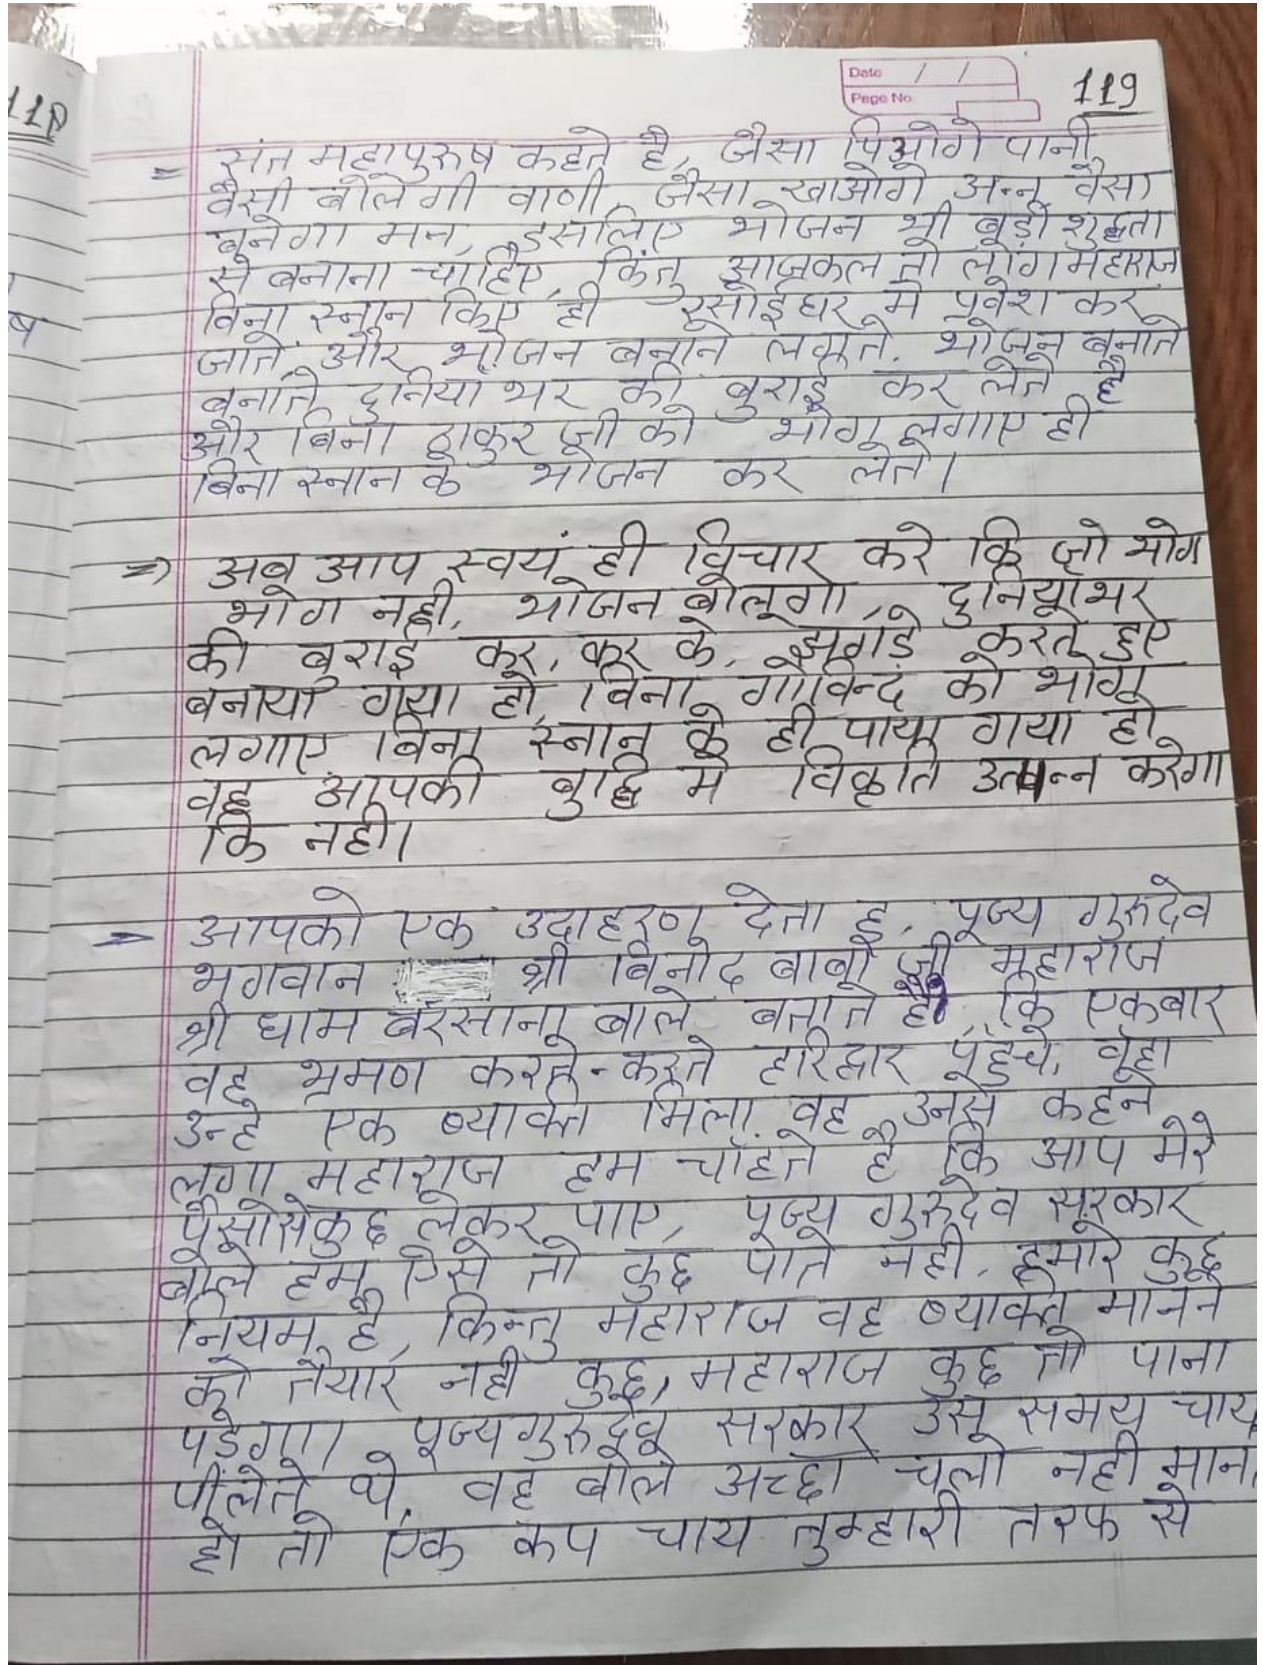 11P
ष
Date / /
Page No.
119
= संत महापुरुष कहते है, जैसा पिओगे पानी
वैसी बोलेगी वाणी, जैसा खाओगे अन्न वैसा
बनेगा मन, इसलिए भोजन भी बड़ी शुद्धता
से बनाना चाहिए, किंतु आजकल तो लोग महाराज
बिना स्नान किए ही रसोईघर मे प्रवेश कर
जाते और भोजन बनाने लगते. भोजन बनाते
बनाते दुनिया भर की बुराई कर लेते है
और बिना ठाकुर जी को भोग लगाए ही
बिना स्नान के भोजन कर लेते।
=> अब आप स्वयं ही विचार करे कि जो भोग
भोग नही, भोजन बोलूगा, दुनियाभर
की बुराई कर, कर के, झगड़े करते हुए
बनाया गया हो, बिना गोविन्द को भोग
लगाए बिना स्नान के ही पाया गया हो
वह आपकी बुद्धि मे विकृति उत्पन्न करेगा
कि नही।
- आपको एक उदाहरण देता हू, पूज्य गुरुदेव
भगवान श्री विनोद बाबा जी महाराज
श्री धाम बरसाना बाले बताते है, कि एकबार
वह भ्रमण करते-करते हरिद्वार पहुंचे, वहा
उन्हे एक व्यक्ति मिला वह उनसे कहने
लगा महाराज हम चाँहते है कि आप मेरे
पैसोसेकुछ लेकर पाए, पूज्य गुरुदेव सरकार
बोले हम ऐसे तो कुछ पाते नही, हमारे कुछ
नियम है, किन्तु महाराज वह व्यक्ति मानने
को तैयार नही कुछ, महाराज कुछ तो पाना
पड़ेगा। पूज्यगुरुदेव सरकार उस समय चाय
पीलेते थे, वह बोले अच्छा चलो नही मान
हो तो एक कप चाय तुम्हारी तरफ से